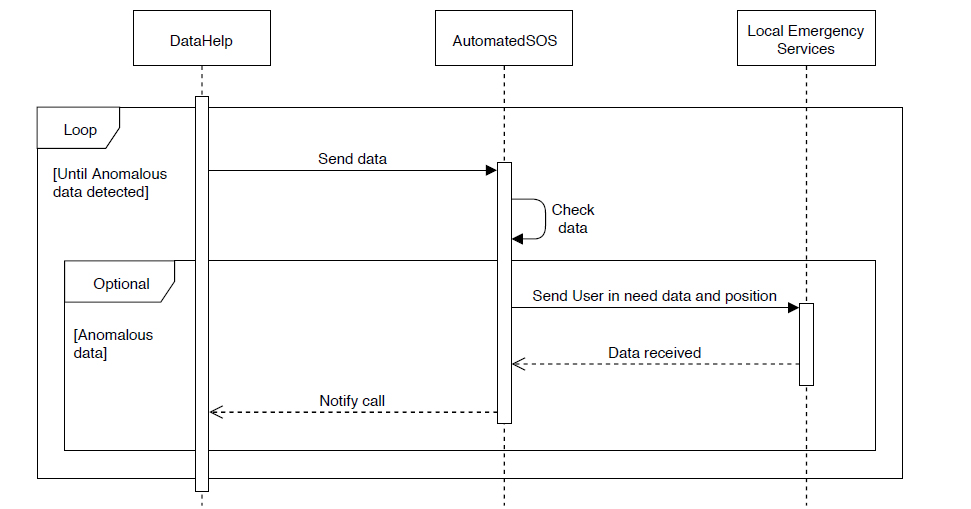 DataHelp
AutomatedSOS
Local Emergency
Services
Loop
[Until Anomalous
data detected]
Send data
Check
data
Optional
[Anomalous
data]
Send User in need data and position
Data received
Notify call